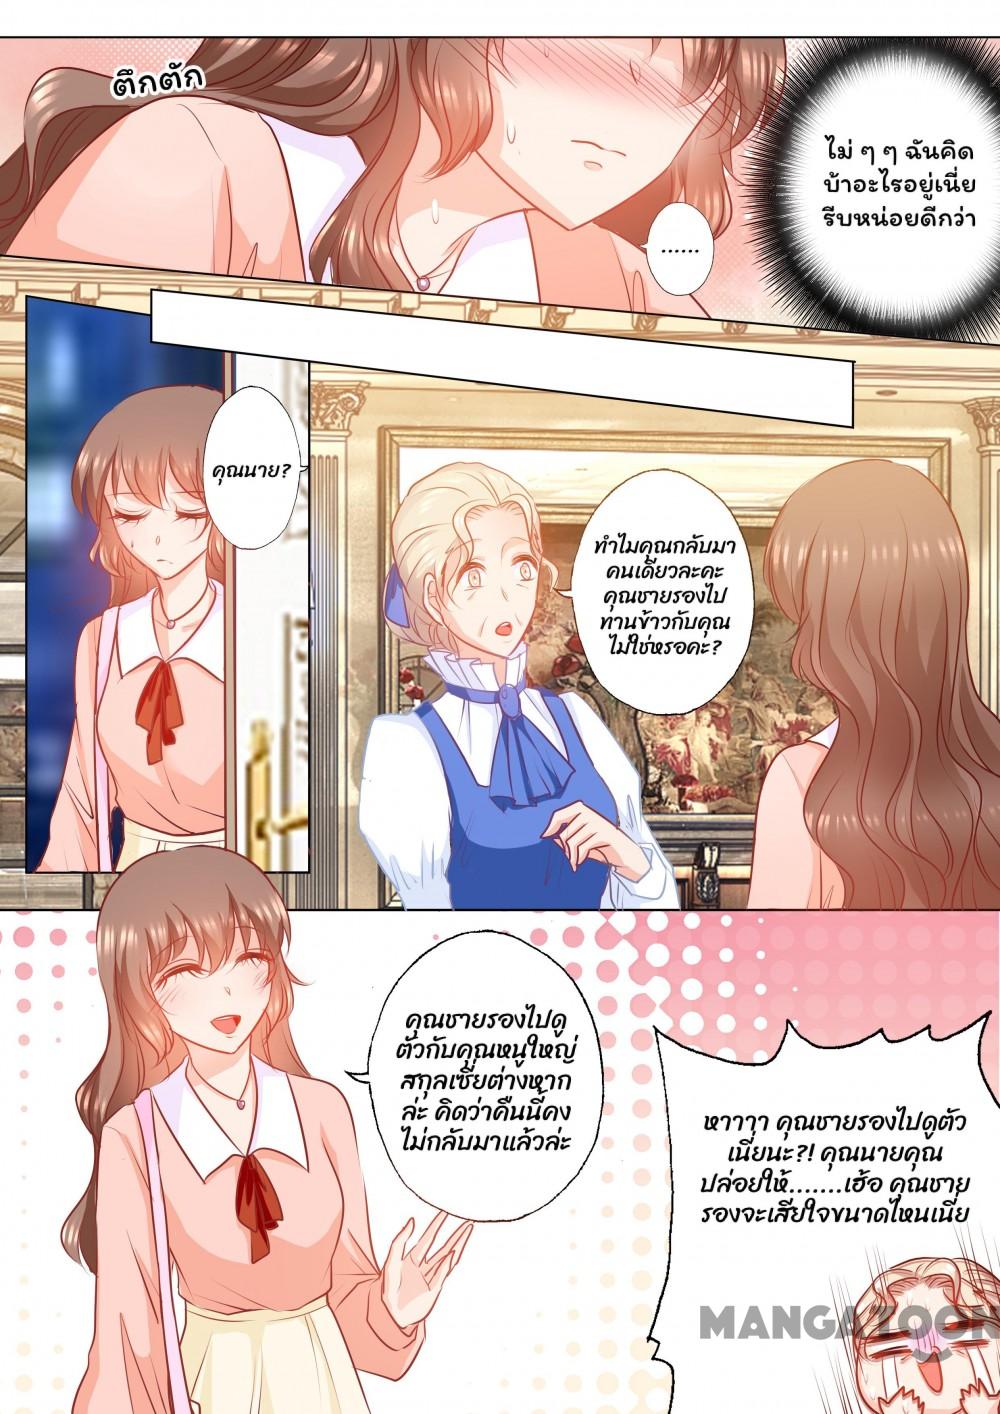 ตึกตัก
ไม่ ๆ ๆ ฉันคิด
บ้าอะไรอยู่เนี่ย
รีบหน่อยดีกว่า
......
คุณนาย?
ทำไมคุณกลับมา
คนเดียวละคะ
คุณชายรองไป
ทานข้าวกับคุณ
ไม่ใช่หรอคะ?
คุณชายรองไปดู
ตัวกับคุณหนูใหญ่
สกุลเซี่ยต่างหาก
ล่ะ คิดว่าคืนนี้คง
ไม่กลับมาแล้วล่ะ
หาาาา คุณชายรองไปดูตัว
เนี่ยนะ?! คุณนายคุณ
ปล่อยให้.......เฮ้อ คุณชาย
รองจะเสียใจขนาดไหนเนี่ย
MANGATOON